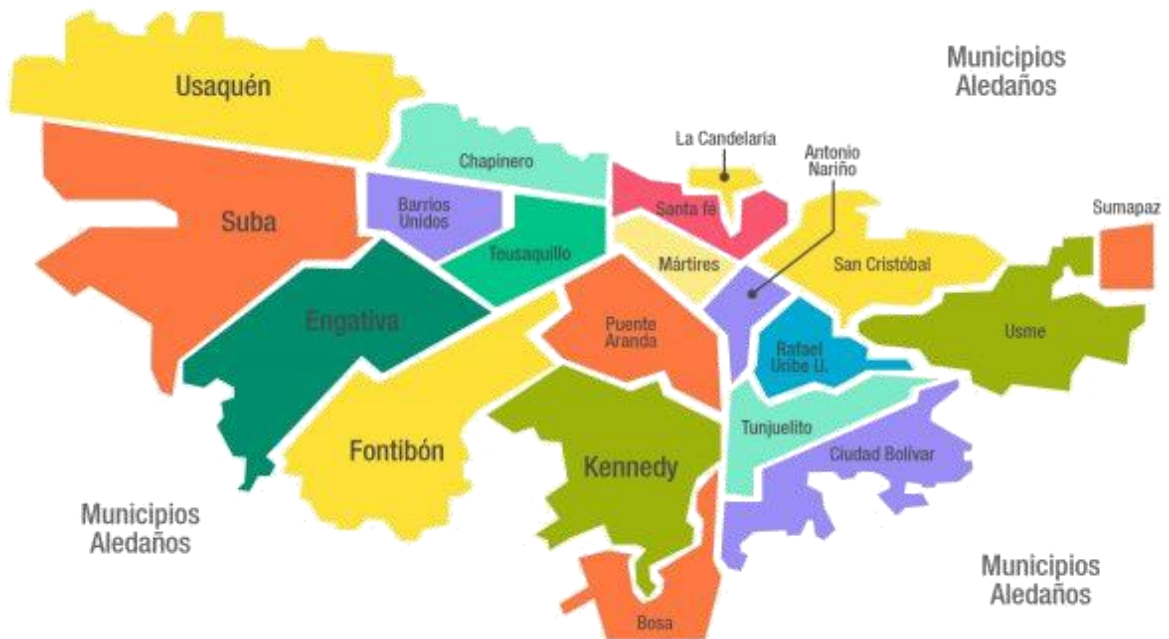 Municipios
Aledaños
Usaquén
La Candelaria
Antonio
Nariño
Chapinero
Barrios
Unidos
Santa fé
Sumapaz
Suba
Teusaquillo
Mártires
San Cristóbal
Engativa
Puente
Aranda
Rafael
Uribe U.
Usme
Fontibón
Kennedy
Tunjuelito
Ciudad Bolívar
Municipios
Aledaños
Municipios
Aledaños
Bosa